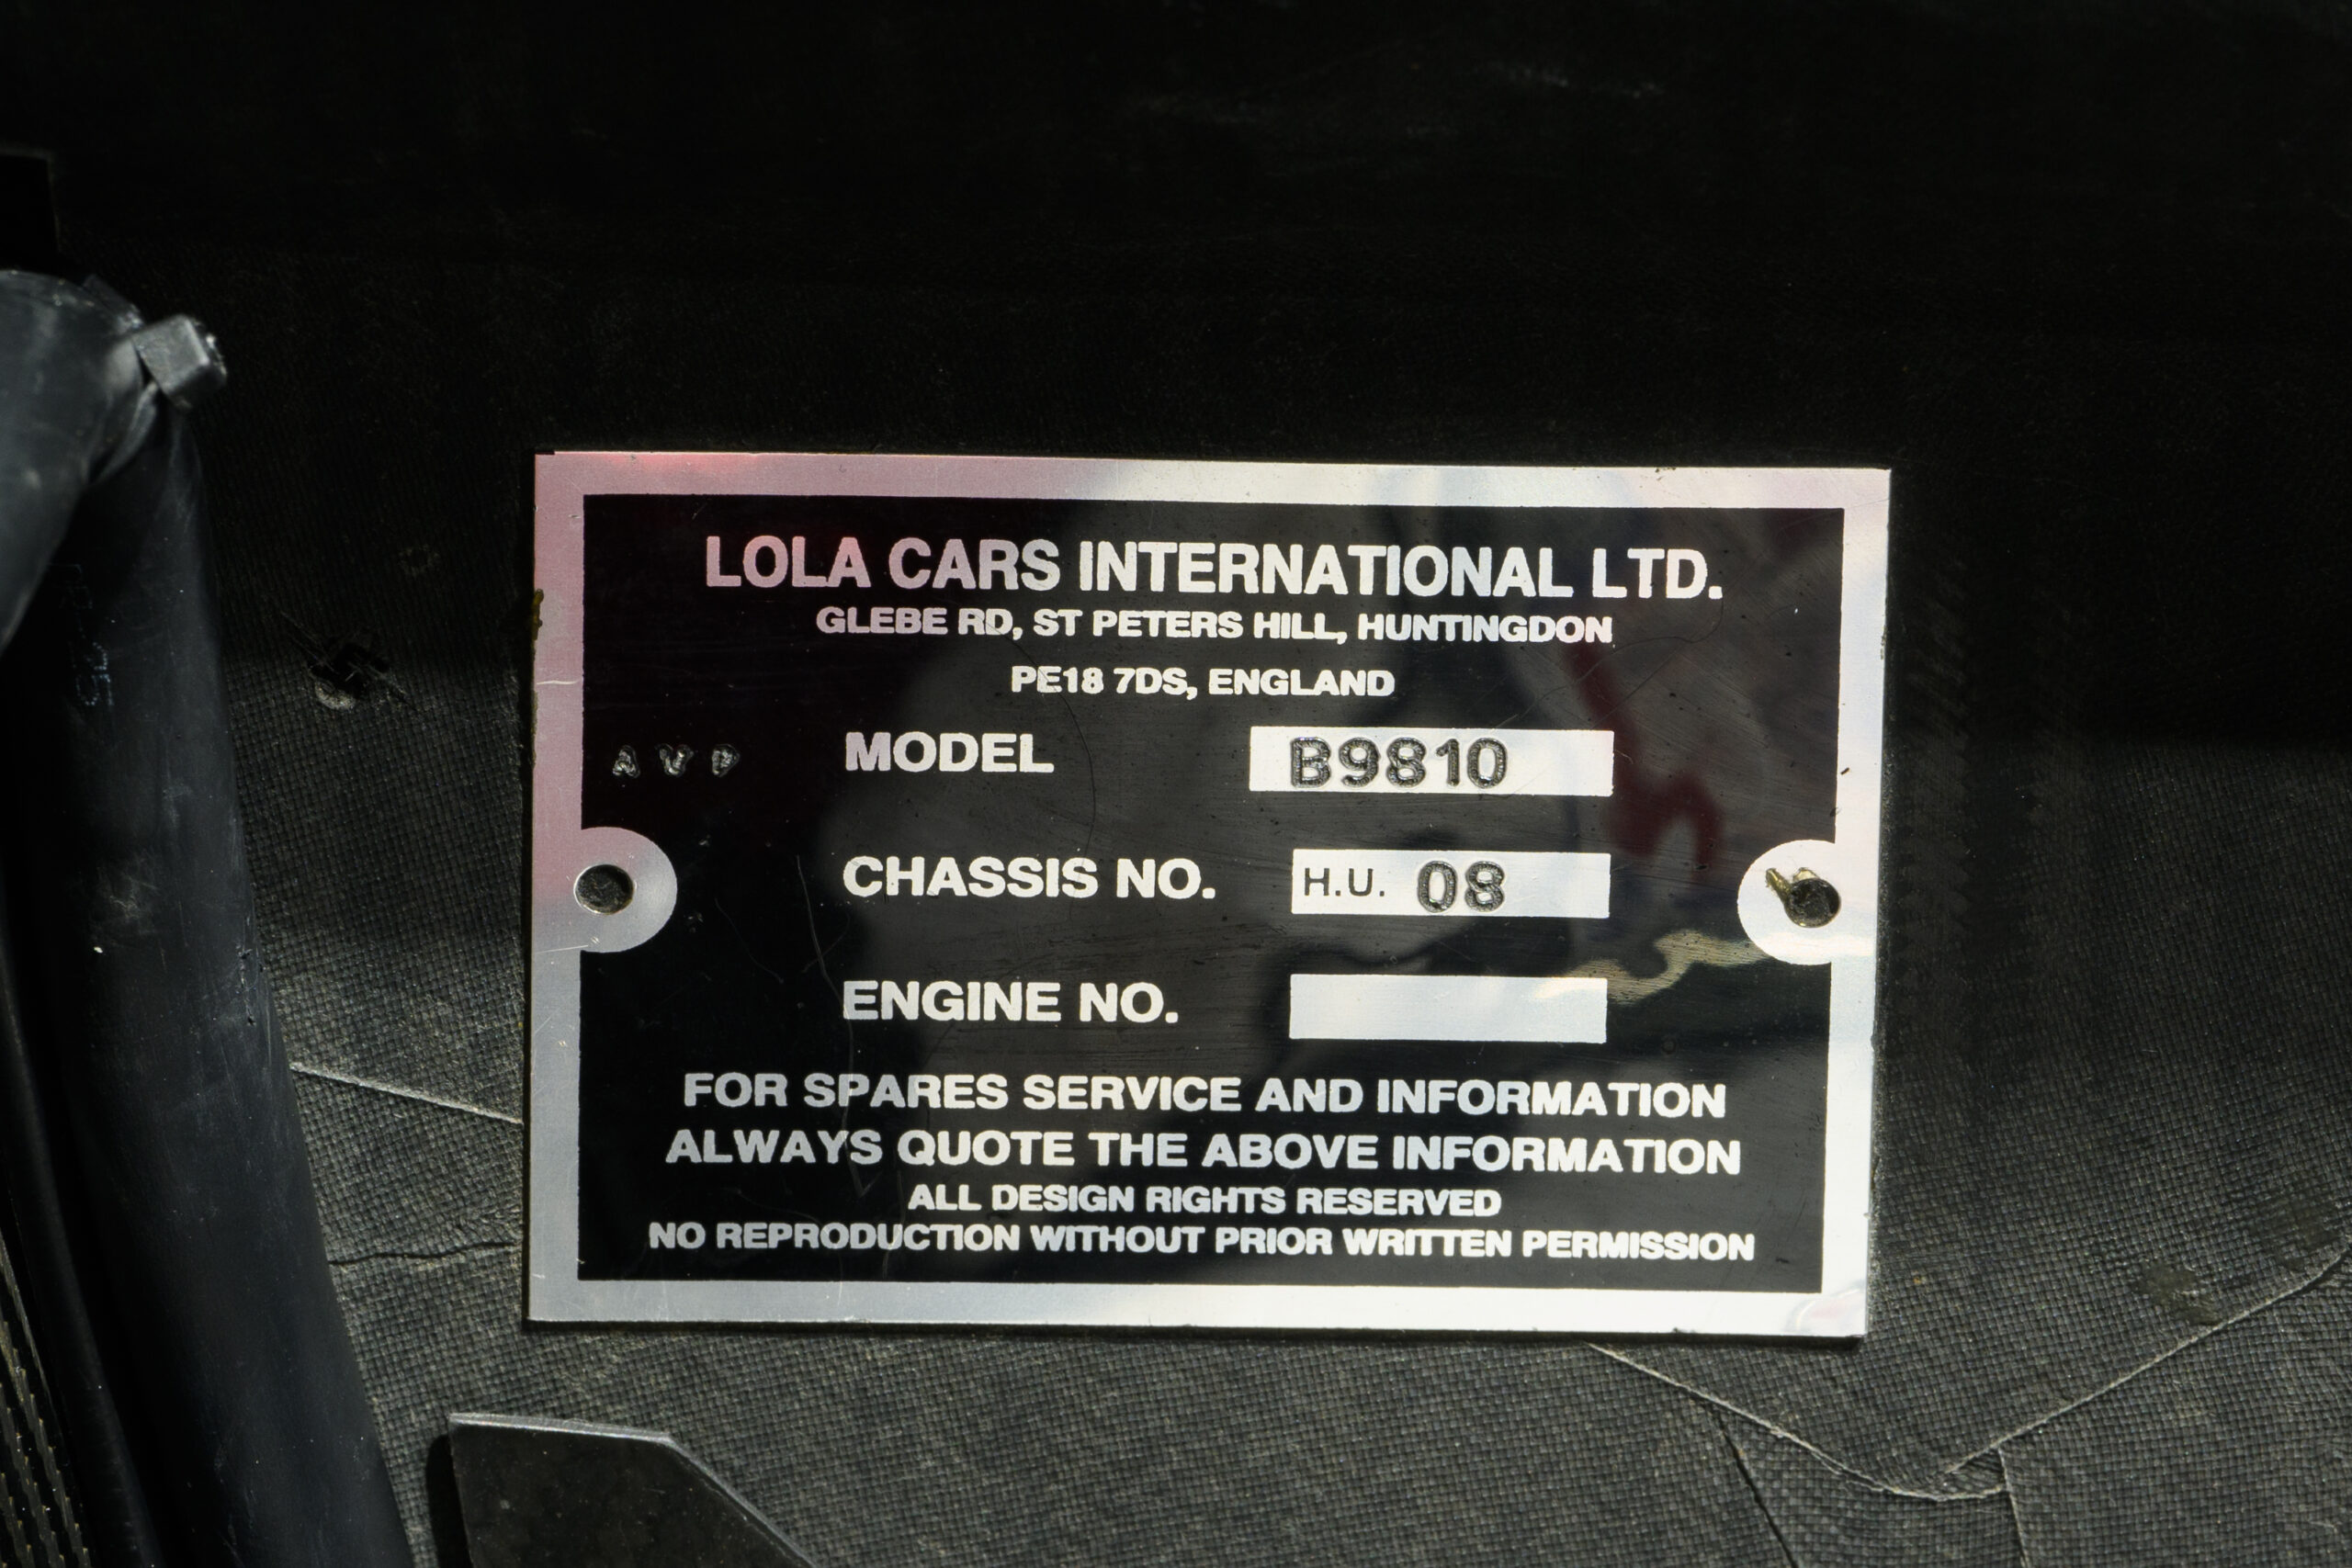 LOLA CARS INTERNATIONAL LTD.
GLEBE RD, ST PETERS HILL, HUNTINGDON
PE18 7DS, ENGLAND
AVP MODEL B9810
CHASSIS NO. H.U. 08
ENGINE NO.
FOR SPARES SERVICE AND INFORMATION
ALWAYS QUOTE THE ABOVE INFORMATION
ALL DESIGN RIGHTS RESERVED
NO REPRODUCTION WITHOUT PRIOR WRITTEN PERMISSION